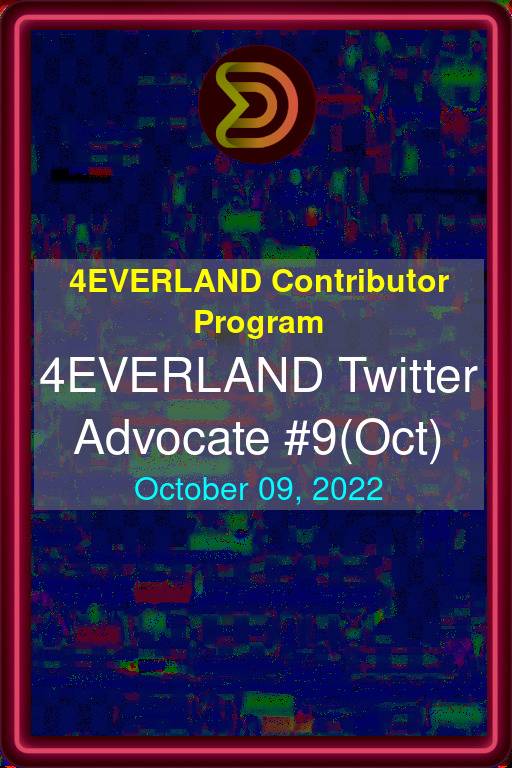 4EVERLAND Contributor
Program
4EVERLAND Twitter
Advocate #9(Oct)
October 09, 2022